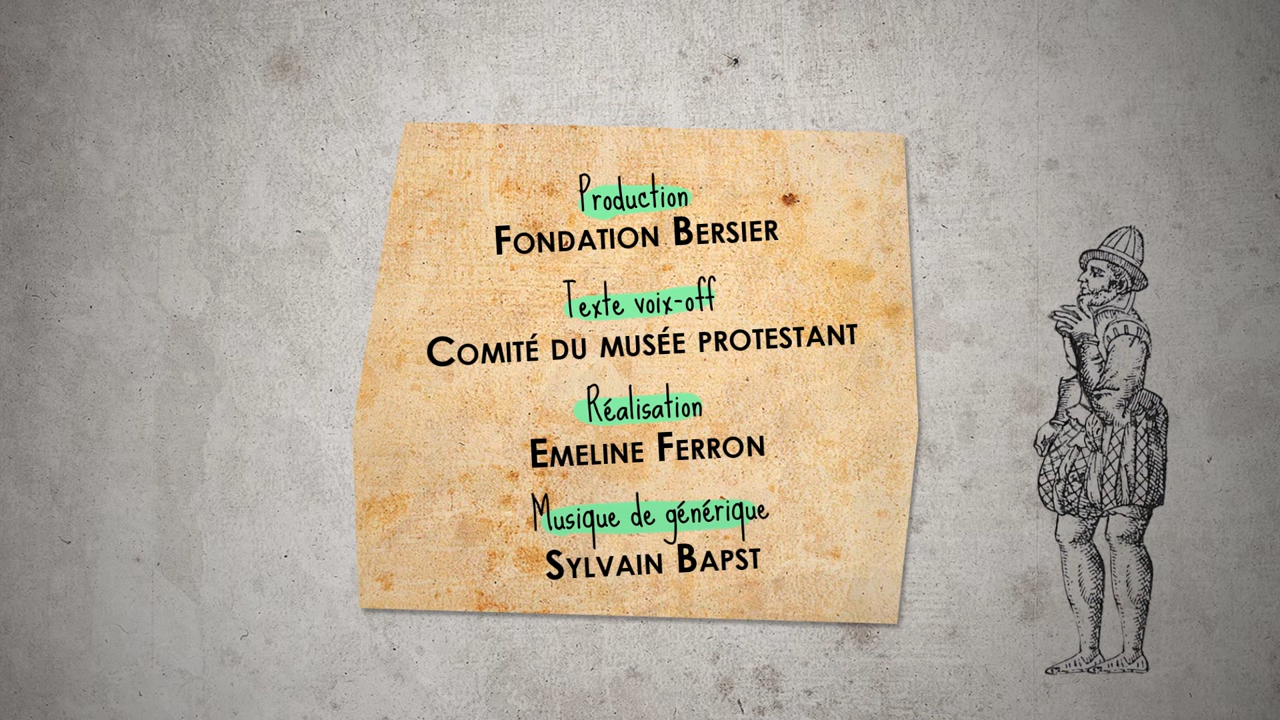 Production
Fondation Bersier
Texte voix-off
Comité du musée protestant
Réalisation
Emeline Ferron
Musique de générique
Sylvain Bapst